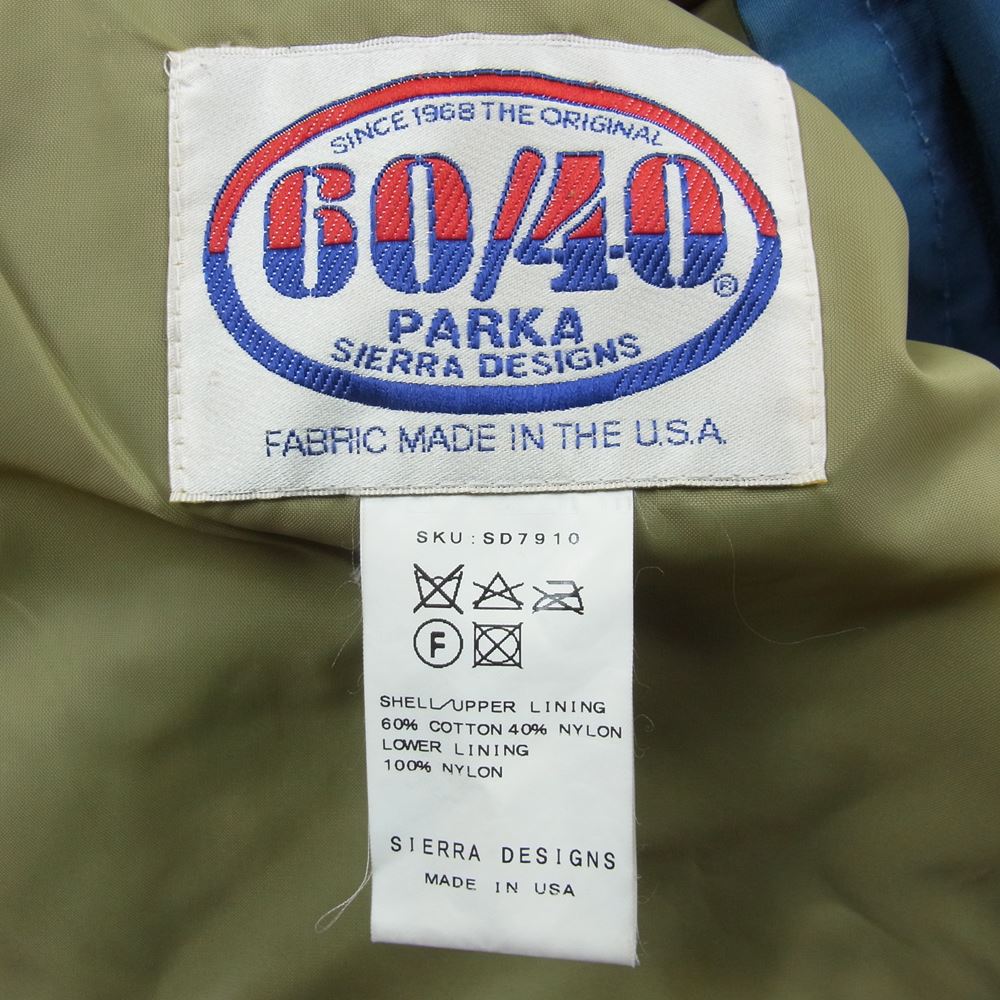 SINCE 1968 THE ORIGINAL
60/40
®
PARKA
SIERRA DESIGNS
FABRIC MADE IN THE U.S.A.
SKU:SD7910
F
SHELL/UPPER LINING
60% COTTON 40% NYLON
LOWER LINING
100% NYLON
SIERRA DESIGNS
MADE IN USA